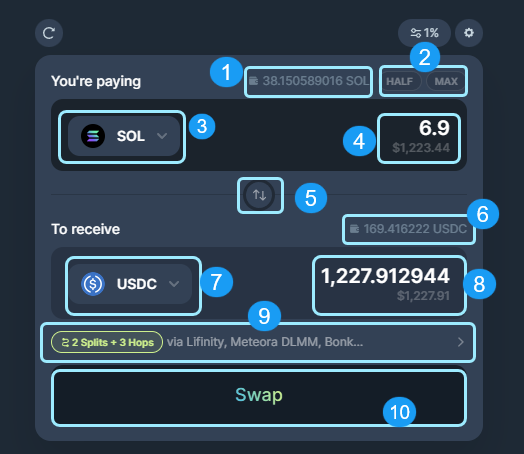 1%
1
2
You're paying
38.150589016 SOL
HALF
MAX
SOL
3
4
6.9
$1,223.44
5
6
To receive
169.416222 USDC
USDC
7
1,227.912944
$1,227.91
8
9
2 Splits + 3 Hops via Lifinity, Meteora DLMM, Bonk...
Swap
10